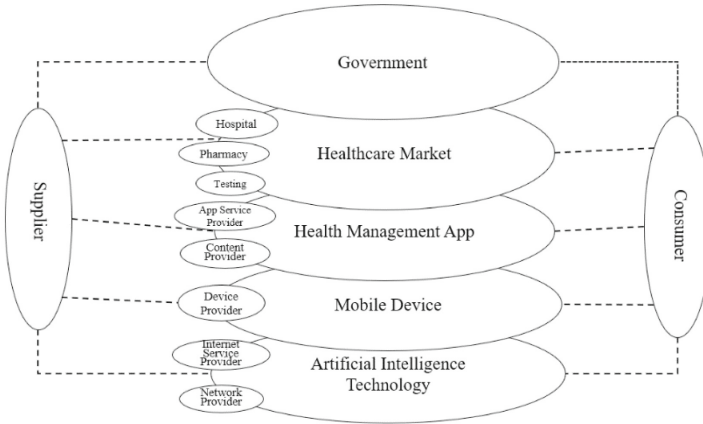 Government
Hospital
Pharmacy
Testing
Healthcare Market
App Service
Provider
Content
Provider
Health Management App
Device
Provider
Mobile Device
Internet
Service
Provider
Network
Provider
Artificial Intelligence
Technology
Supplier
Consumer